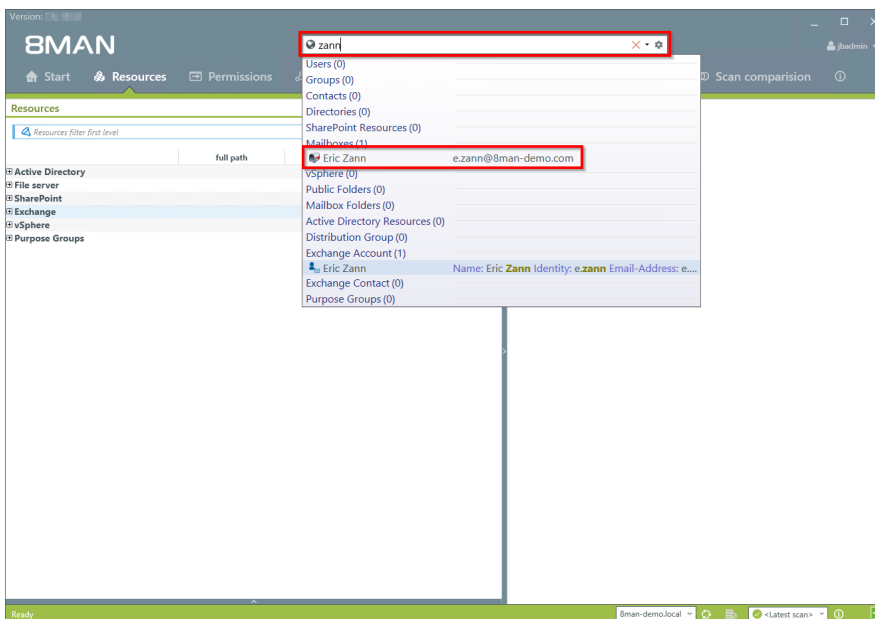 Version:
8MAN
zann
jbadmin
Start
Resources
Permissions
Scan comparision
Resources
Resources filter first level
full path
Active Directory
File server
SharePoint
Exchange
vSphere
Purpose Groups
Users (0)
Groups (0)
Contacts (0)
Directories (0)
SharePoint Resources (0)
Mailboxes (1)
Eric Zann e.zann@8man-demo.com
vSphere (0)
Public Folders (0)
Mailbox Folders (0)
Active Directory Resources (0)
Distribution Group (0)
Exchange Account (1)
Eric Zann Name: Eric Zann Identity: e.zann Email-Address: e....
Exchange Contact (0)
Purpose Groups (0)
Ready
8man-demo.local
<Latest scan>